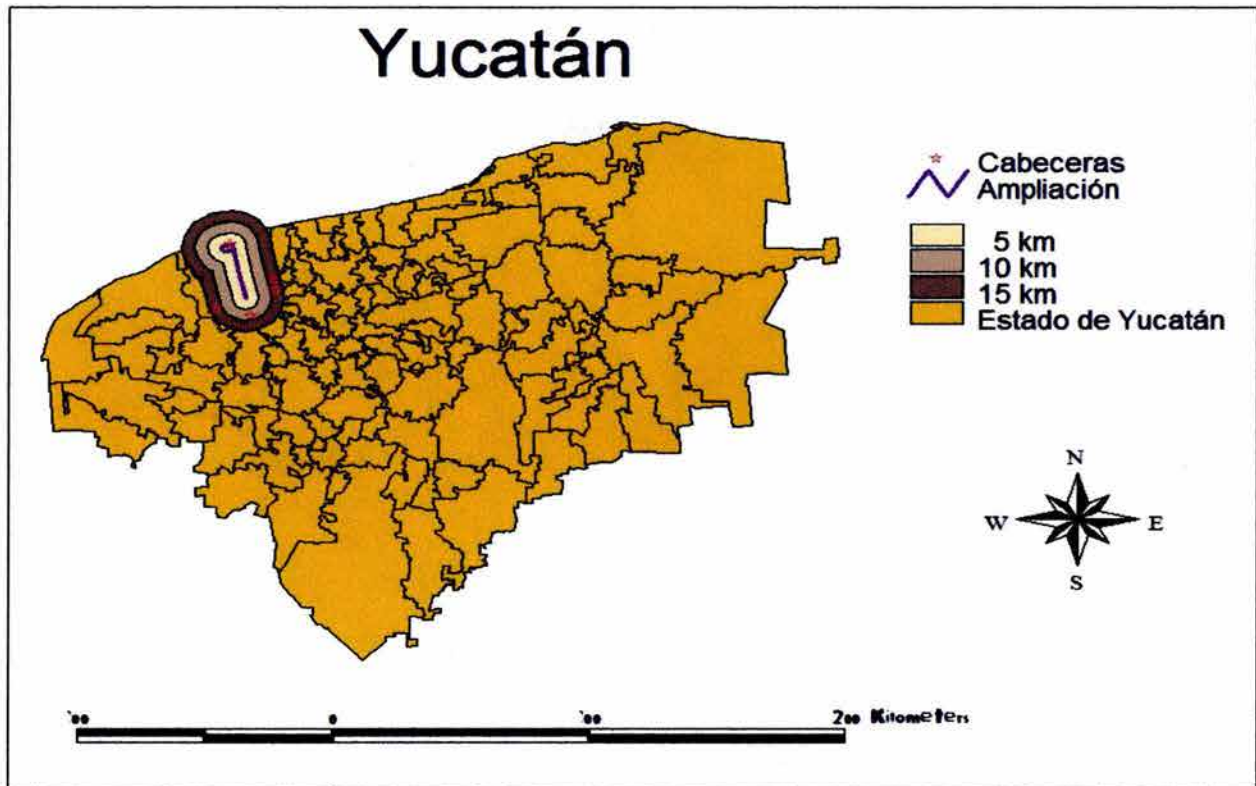 Yucatán
Cabeceras
Ampliación
5 km
10 km
15 km
Estado de Yucatán
N
W E
S
0 200 Kilometers